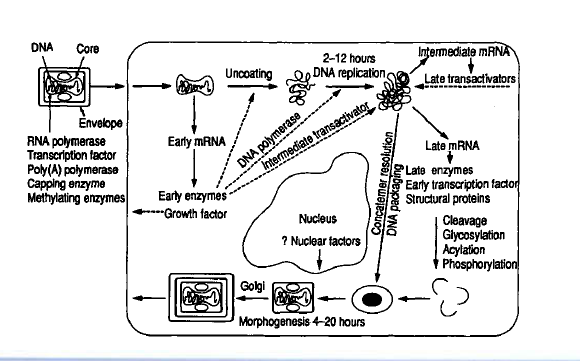 DNA
Core
Envelope
RNA polymerase
Transcription factor
Poly(A) polymerase
Capping enzyme
Methylating enzymes
Uncoating
2-12 hours
DNA replication
Intermediate mRNA
Late transactivators
Early mRNA
DNA polymerase
Intermediate transactivator
Early enzymes
Growth factor
Late mRNA
Late enzymes
Early transcription factor
Structural proteins
Concatemer resolution
DNA packaging
Nucleus
? Nuclear factors
Cleavage
Glycosylation
Acylation
Phosphorylation
Golgi
Morphogenesis 4-20 hours